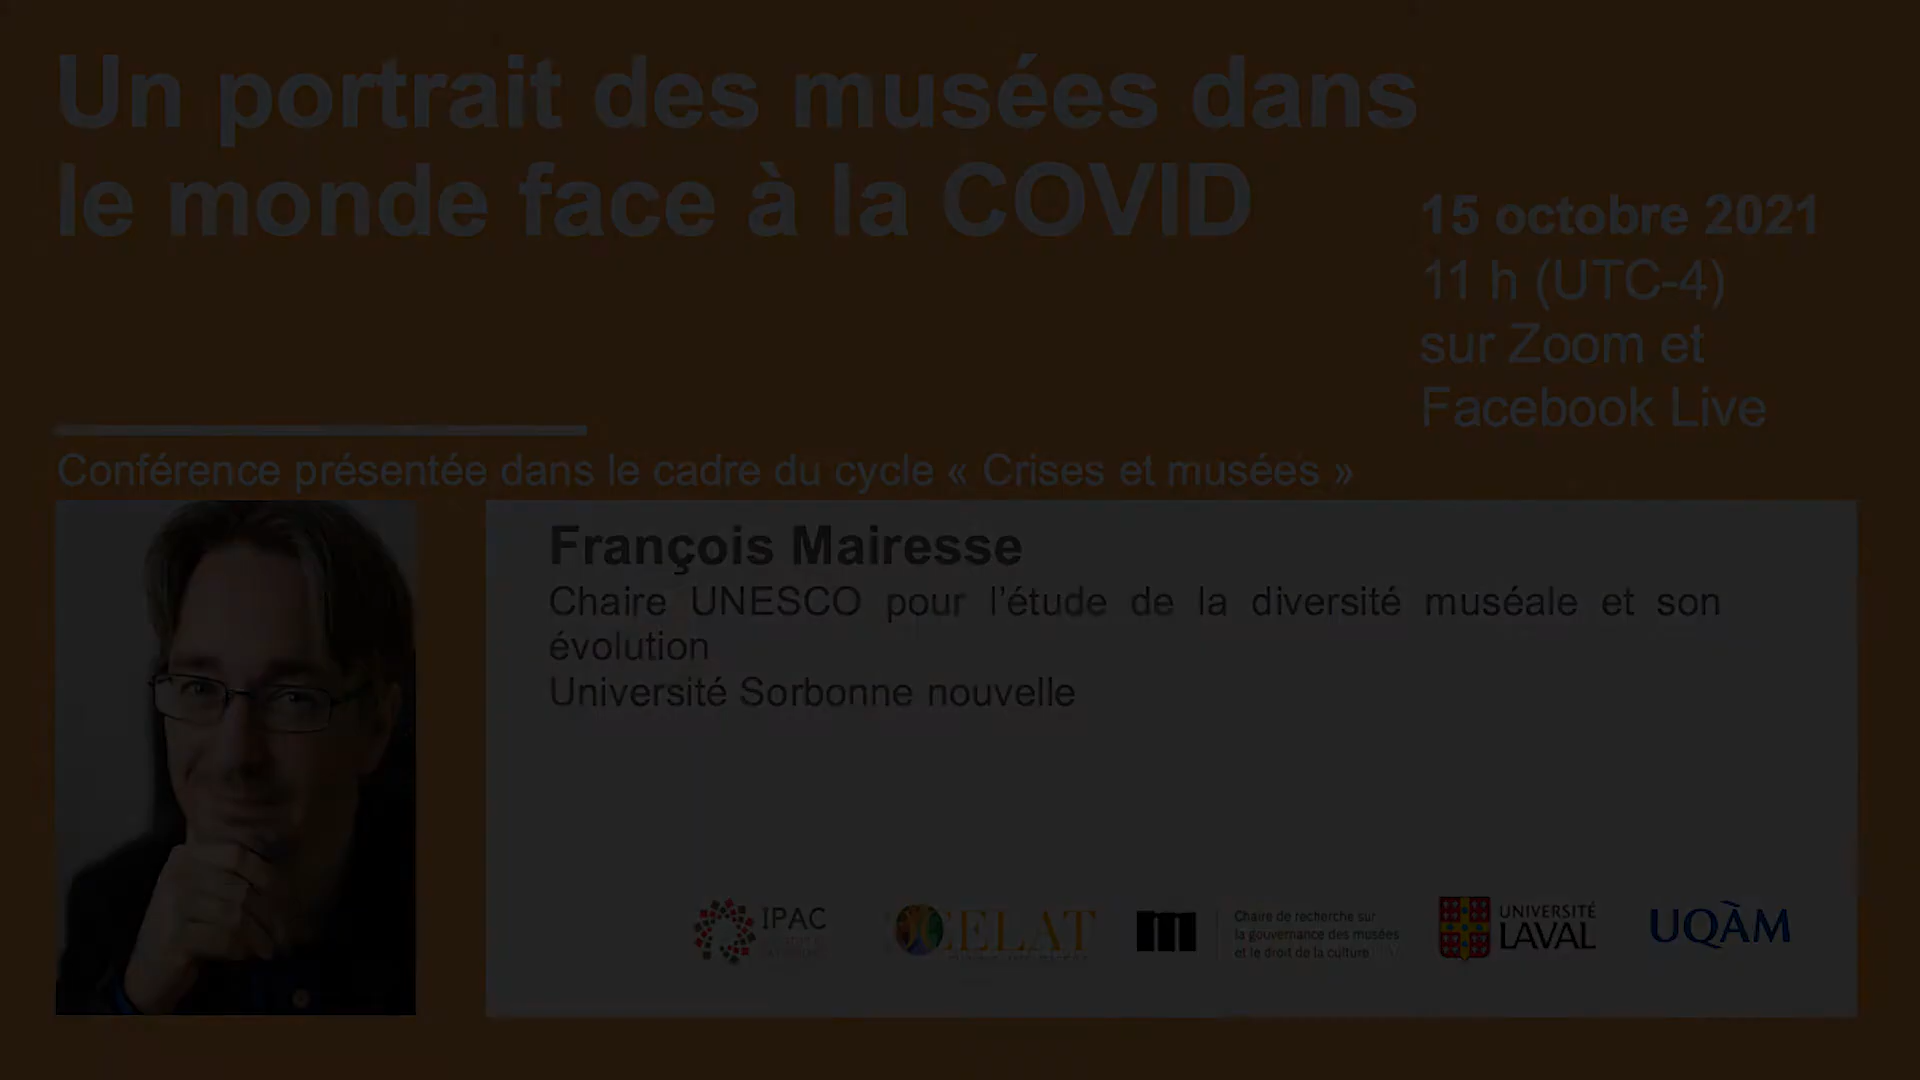 Un portrait des musées dans
le monde face à la COVID
15 octobre 2021
11 h (UTC-4)
sur Zoom et
Facebook Live
Conférence présentée dans le cadre du cycle « Crises et musées »
François Mairesse
Chaire UNESCO pour l'étude de la diversité muséale et son
évolution
Université Sorbonne nouvelle
IPAC
CELAT
Chaire de recherche sur
la gouvernance des musées
et le droit de la culture
UNIVERSITÉ
LAVAL
UQÀM